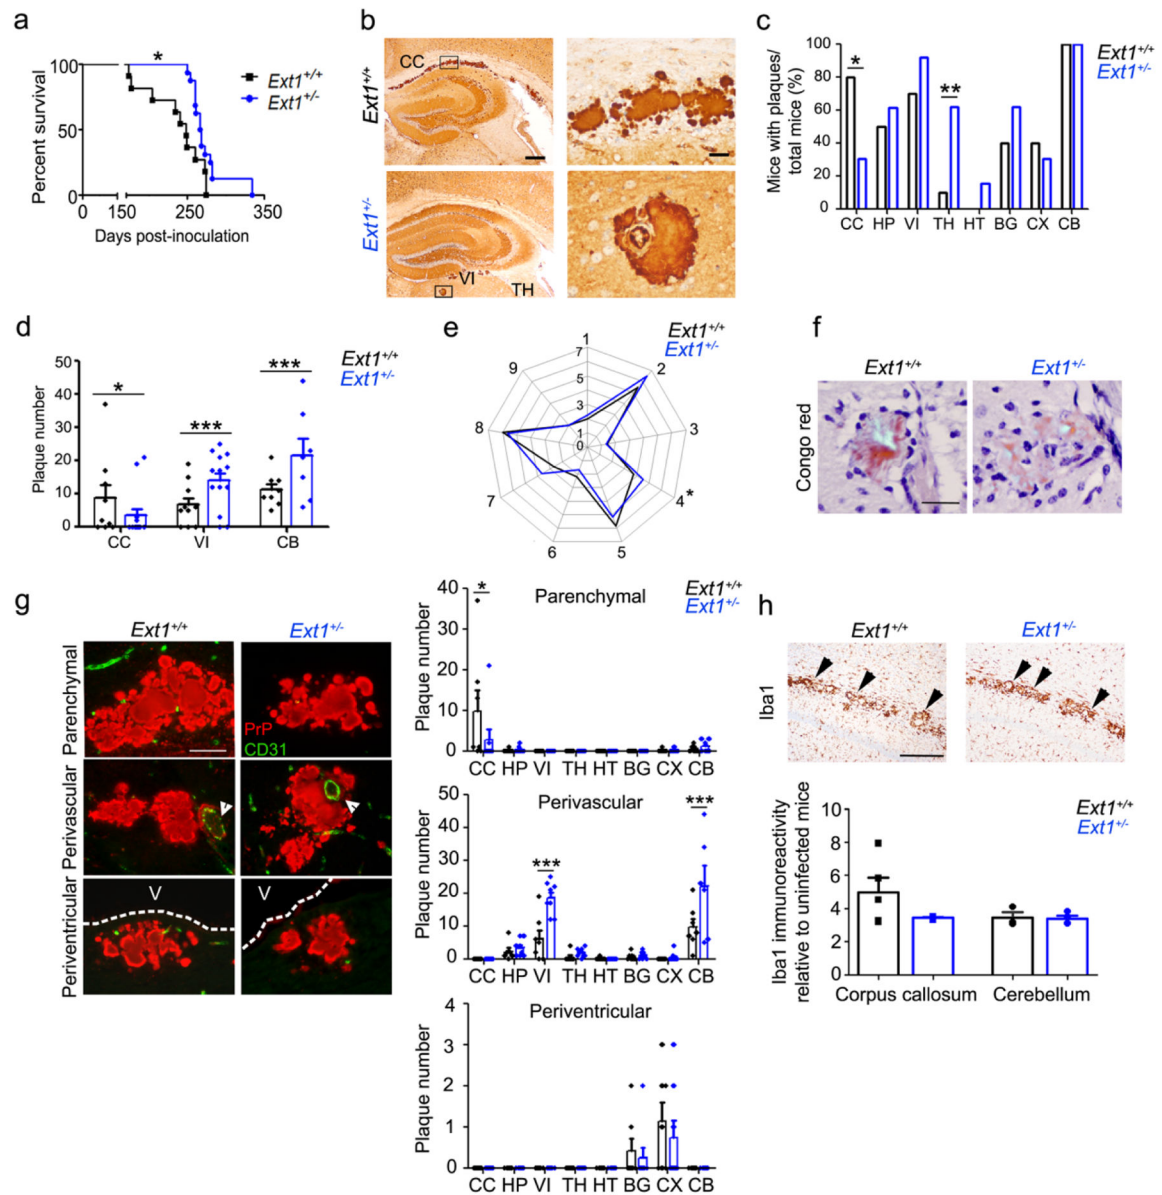 a
*
Ext1+/+
Ext1+/-
Percent survival
100
50
0
0 150 250 350
Days post-inoculation
b
Ext1+/+
CC
Ext1+/-
VI
TH
c
Ext1+/+
Ext1+/-
Mice with plaques/
total mice (%)
100
80
60
40
20
0
*
**
CC HP VI TH HT BG CX CB
d
Ext1+/+
Ext1+/-
Plaque number
50
40
30
20
10
0
*
***
***
CC VI CB
e
Ext1+/+
Ext1+/-
1
2
3
4*
5
6
7
8
9
7
5
3
1
0
f
Ext1+/+ Ext1+/-
Congo red
g
Ext1+/+ Ext1+/-
Parenchymal
PrP
CD31
Perivascular
Periventricular
V V
Parenchymal
Ext1+/+
Ext1+/-
Plaque number
40
30
20
10
0
*
CC HP VI TH HT BG CX CB
Perivascular
Plaque number
50
40
30
20
10
0
***
***
CC HP VI TH HT BG CX CB
Periventricular
Plaque number
4
3
2
1
0
CC HP VI TH HT BG CX CB
h
Ext1+/+ Ext1+/-
Iba1
Ext1+/+
Ext1+/-
Iba1 immunoreactivity
relative to uninfected mice
10
8
6
4
2
0
Corpus callosum Cerebellum